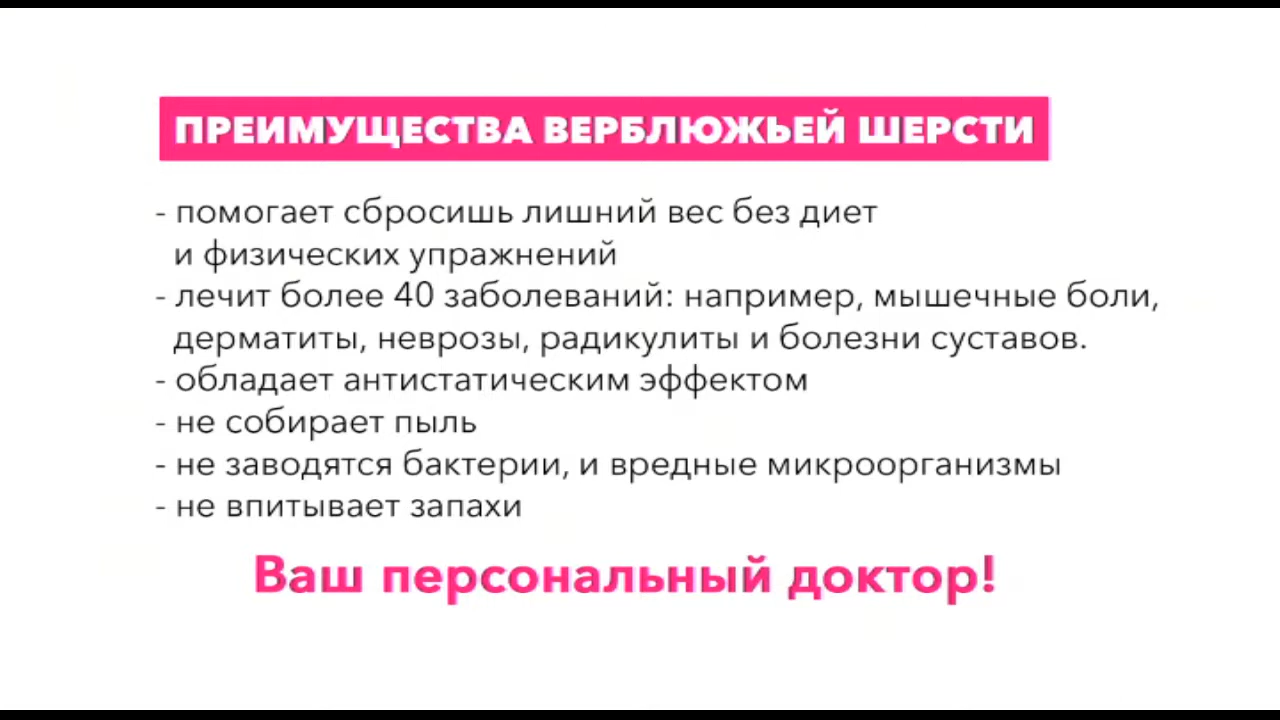 ПРЕИМУЩЕСТВА ВЕРБЛЮЖЬЕЙ ШЕРСТИ
- помогает сбросишь лишний вес без диет
и физических упражнений
- лечит более 40 заболеваний: например, мышечные боли,
дерматиты, неврозы, радикулиты и болезни суставов.
- обладает антистатическим эффектом
- не собирает пыль
- не заводятся бактерии, и вредные микроорганизмы
- не впитывает запахи
Ваш персональный доктор!